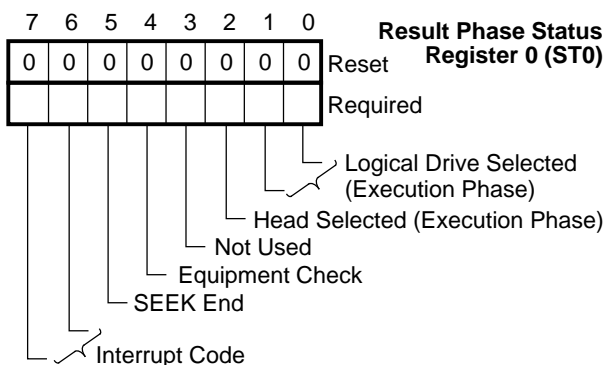 7 6 5 4 3 2 1 0
Result Phase Status
Register 0 (ST0)
0 0 0 0 0 0 0 0 Reset
Required
Logical Drive Selected
(Execution Phase)
Head Selected (Execution Phase)
Not Used
Equipment Check
SEEK End
Interrupt Code